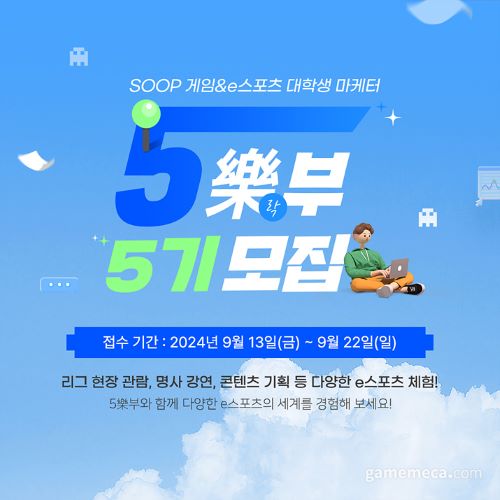 SOOP 게임&e스포츠 대학생 마케터
5樂부
락
5기 모집
접수 기간 : 2024년 9월 13일(금) ~ 9월 22일(일)
리그 현장 관람, 명사 강연, 콘텐츠 기획 등 다양한 e스포츠 체험!
5樂부와 함께 다양한 e스포츠의 세계를 경험해 보세요!
gamemeca.com